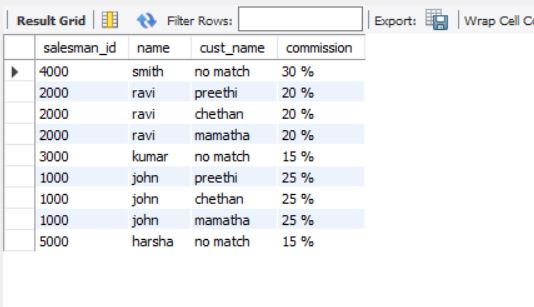 Result Grid Filter Rows: Export: Wrap Cell Co
salesman_id name cust_name commission
4000 smith no match 30 %
2000 ravi preethi 20 %
2000 ravi chethan 20 %
2000 ravi mamatha 20 %
3000 kumar no match 15 %
1000 john preethi 25 %
1000 john chethan 25 %
1000 john mamatha 25 %
5000 harsha no match 15 %